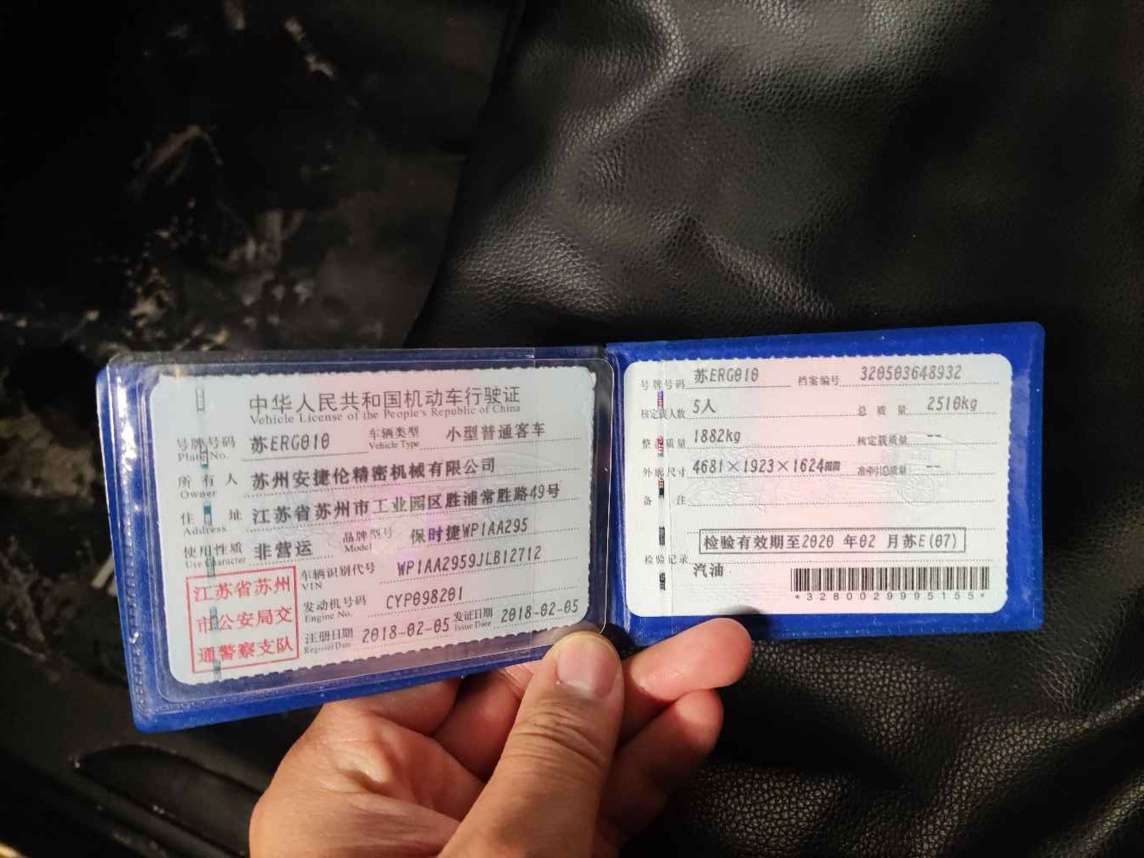 中华人民共和国机动车行驶证
Vehicle License of the People's Republic of China
号牌号码 苏ERG010 车辆类型 小型普通客车
Plate No. Vehicle Type
所有人 苏州安捷伦精密机械有限公司
Owner
住址 江苏省苏州市工业园区胜浦常胜路49号
Address
使用性质 非营运 品牌型号 保时捷WP1AA295
Use Character Model
江苏省苏州
市公安局交
通警察支队
车辆识别代号 WP1AA2959JLB12712
VIN
发动机号码 CYP098201
Engine No.
注册日期 2018-02-05 发证日期 2018-02-05
Register Date Issue Date
号牌号码 苏ERG010 档案编号 320503648932
核定载人数 5人 总质量 2510kg
整备质量 1882kg 核定载质量 --
外廓尺寸 4681×1923×1624 准牵引总质量 --
备注
检验有效期至2020 年02 月苏E(07)
检验记录
汽油
*3280029995155*